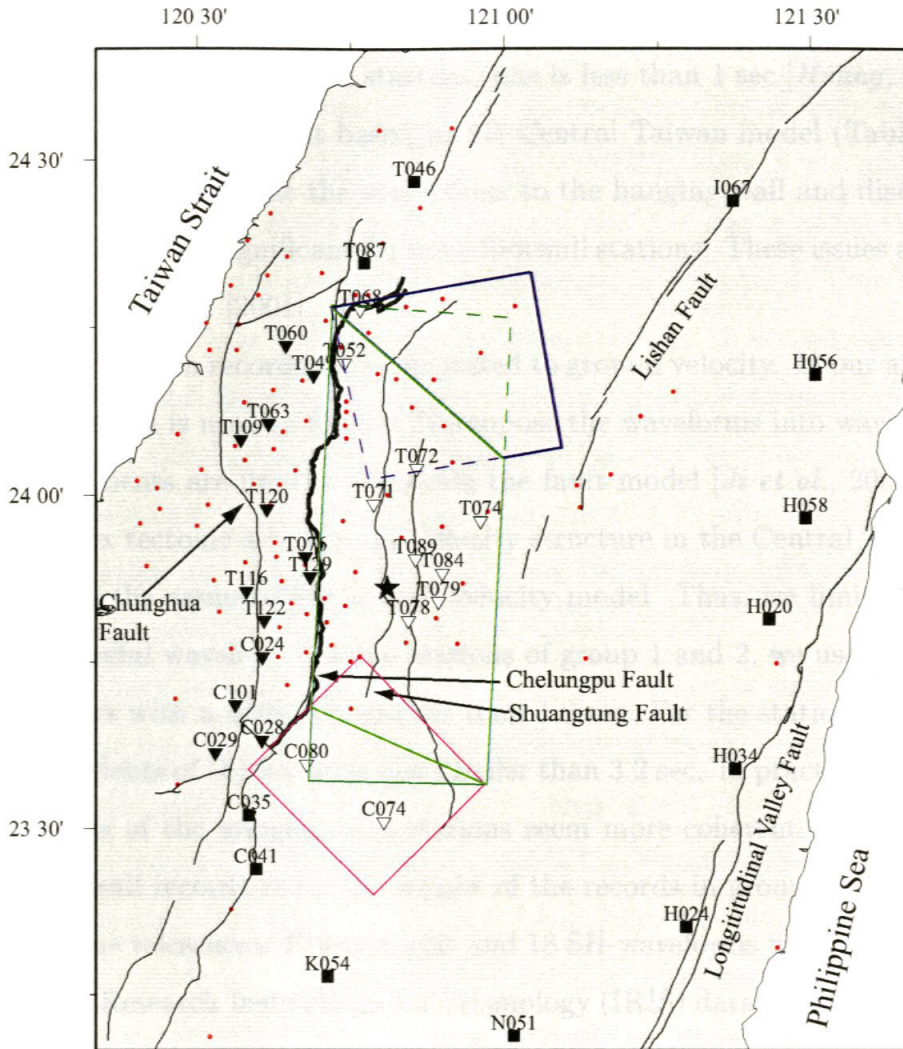 120 30'
121 00'
121 30'
24 30'
24 00'
23 30'
Taiwan Strait
T046
I067
T087
T068
Lishan Fault
T060
T052
T049
H056
T063
T109
T072
T071
T120
T074
H058
T075
T089
T129
T084
T116
T079
Chunghua
Fault
T122
T078
H020
C024
Chelungpu Fault
C101
Shuangtung Fault
C028
C029
C080
H034
C035
C074
C041
H024
Longititudinal Valley Fault
Philippine Sea
K054
N051